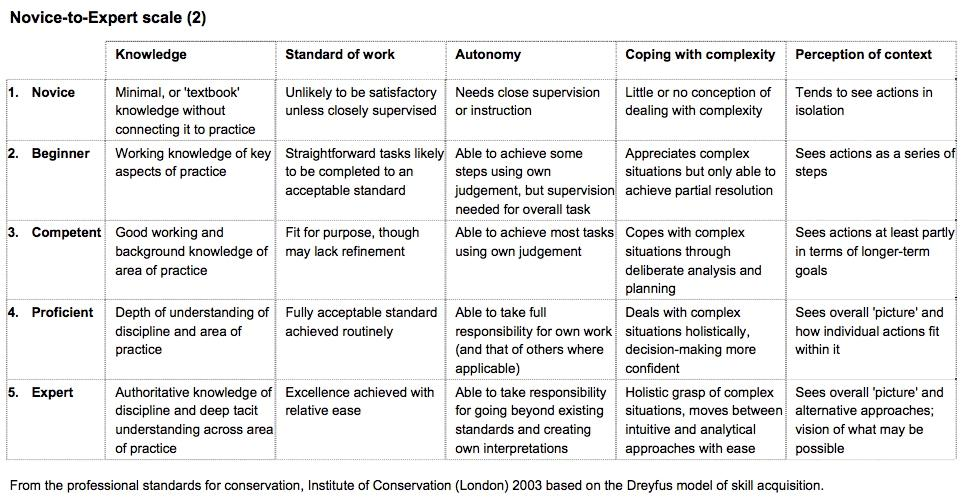 Novice-to-Expert scale (2)
Knowledge Standard of work Autonomy Coping with complexity Perception of context
1. Novice Minimal, or 'textbook' Unlikely to be satisfactory Needs close supervision Little or no conception of Tends to see actions in
knowledge without unless closely supervised or instruction dealing with complexity isolation
connecting it to practice
2. Beginner Working knowledge of key Straightforward tasks likely Able to achieve some Appreciates complex Sees actions as a series of
aspects of practice to be completed to an steps using own situations but only able to steps
acceptable standard judgement, but supervision achieve partial resolution
needed for overall task
3. Competent Good working and Fit for purpose, though Able to achieve most tasks Copes with complex Sees actions at least partly
background knowledge of may lack refinement using own judgement situations through in terms of longer-term
area of practice deliberate analysis and goals
planning
4. Proficient Depth of understanding of Fully acceptable standard Able to take full Deals with complex Sees overall 'picture' and
discipline and area of achieved routinely responsibility for own work situations holistically, how individual actions fit
practice (and that of others where decision-making more within it
applicable) confident
5. Expert Authoritative knowledge of Excellence achieved with Able to take responsibility Holistic grasp of complex Sees overall 'picture' and
discipline and deep tacit relative ease for going beyond existing situations, moves between alternative approaches;
understanding across area standards and creating intuitive and analytical vision of what may be
of practice own interpretations approaches with ease possible
From the professional standards for conservation, Institute of Conservation (London) 2003 based on the Dreyfus model of skill acquisition.